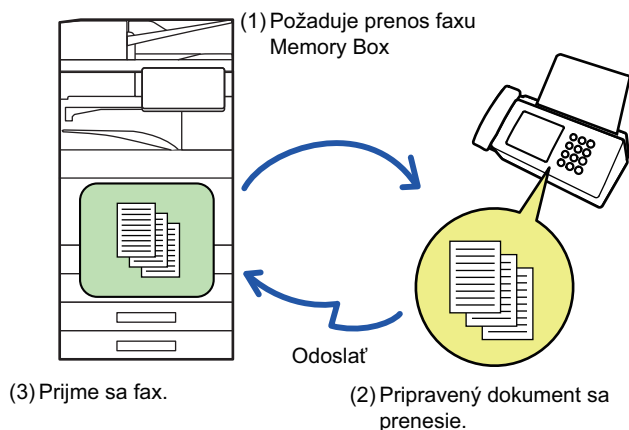 (1) Požaduje prenos faxu
Memory Box
Odoslať
(3) Prijme sa fax.
(2) Pripravený dokument sa
prenesie.